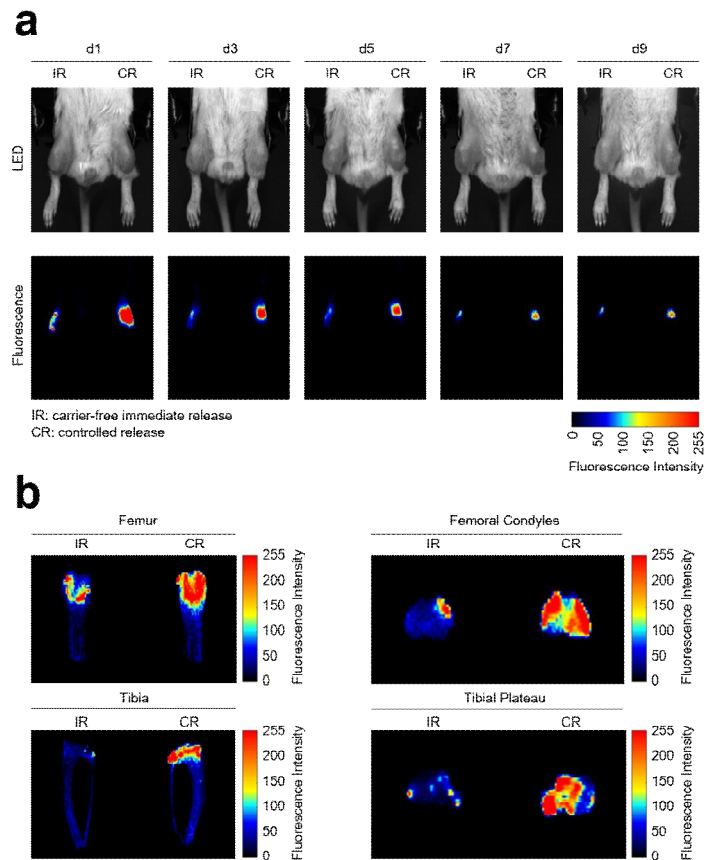 a
d1 d3 d5 d7 d9
IR CR IR CR IR CR IR CR IR CR
LED
Fluorescence
IR: carrier-free immediate release
CR: controlled release
0 50 100 150 200 255
Fluorescence Intensity
b
Femur
IR CR
255
200
150
100
50
0
Fluorescence Intensity
Femoral Condyles
IR CR
255
200
150
100
50
0
Fluorescence Intensity
Tibia
IR CR
255
200
150
100
50
0
Fluorescence Intensity
Tibial Plateau
IR CR
255
200
150
100
50
0
Fluorescence Intensity